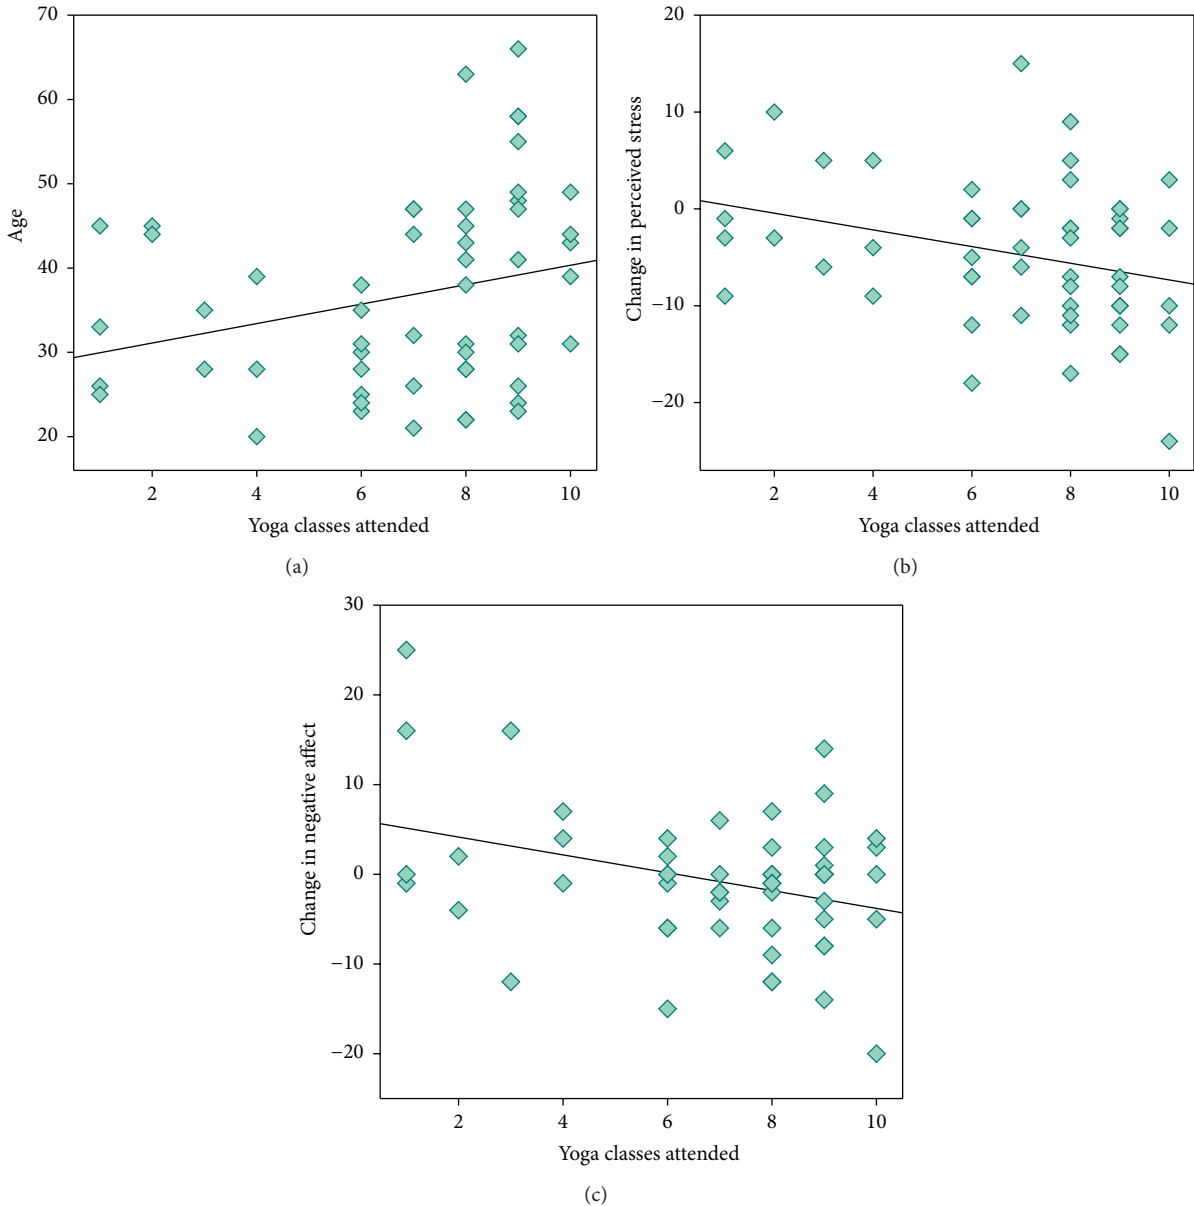 70
60
50
40
30
20
Age
2 4 6 8 10
Yoga classes attended
(a)
20
10
0
−10
−20
Change in perceived stress
2 4 6 8 10
Yoga classes attended
(b)
30
20
10
0
−10
−20
Change in negative affect
2 4 6 8 10
Yoga classes attended
(c)